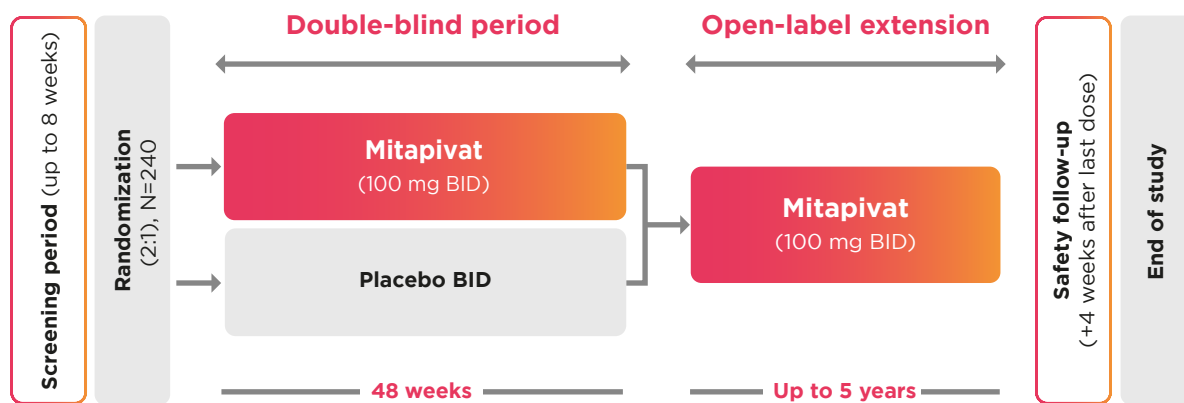 Screening period (up to 8 weeks)
Randomization
(2:1), N=240
Double-blind period
Mitapivat
(100 mg BID)
Placebo BID
48 weeks
Open-label extension
Mitapivat
(100 mg BID)
Up to 5 years
Safety follow-up
(+4 weeks after last dose)
End of study